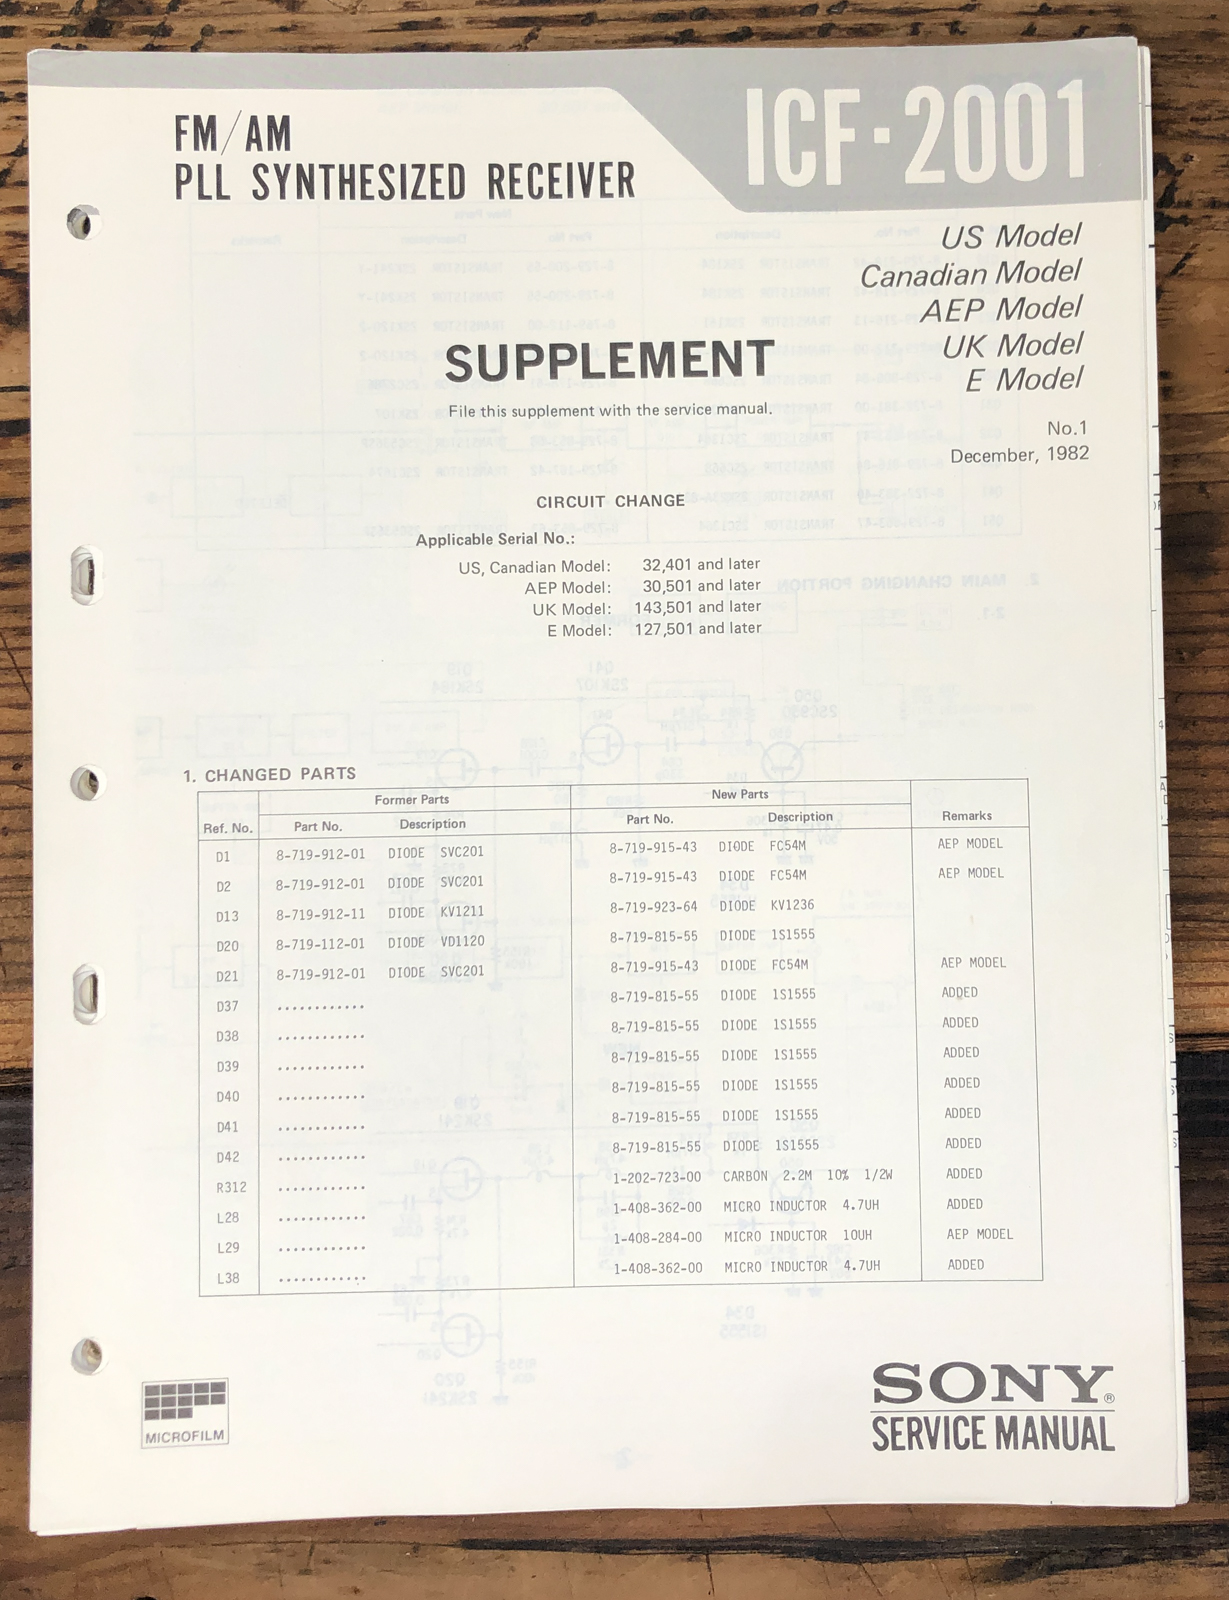 FM/AM
PLL SYNTHESIZED RECEIVER
ICF-2001
US Model
Canadian Model
AEP Model
UK Model
E Model
SUPPLEMENT
File this supplement with the service manual.
No.1
December, 1982
CIRCUIT CHANGE
Applicable Serial No.:
US, Canadian Model: 32,401 and later
AEP Model: 30,501 and later
UK Model: 143,501 and later
E Model: 127,501 and later
1. CHANGED PARTS
Former Parts New Parts
Ref. No. Part No. Description Part No. Description Remarks
D1 8-719-912-01 DIODE SVC201 8-719-915-43 DIODE FC54M AEP MODEL
D2 8-719-912-01 DIODE SVC201 8-719-915-43 DIODE FC54M AEP MODEL
D13 8-719-912-11 DIODE KV1211 8-719-923-64 DIODE KV1236
D20 8-719-112-01 DIODE VD1120 8-719-815-55 DIODE 1S1555
D21 8-719-912-01 DIODE SVC201 8-719-915-43 DIODE FC54M AEP MODEL
D37 ............ 8-719-815-55 DIODE 1S1555 ADDED
D38 ............ 8-719-815-55 DIODE 1S1555 ADDED
D39 ............ 8-719-815-55 DIODE 1S1555 ADDED
D40 ............ 8-719-815-55 DIODE 1S1555 ADDED
D41 ............ 8-719-815-55 DIODE 1S1555 ADDED
D42 ............ 8-719-815-55 DIODE 1S1555 ADDED
R312 ............ 1-202-723-00 CARBON 2.2M 10% 1/2W ADDED
L28 ............ 1-408-362-00 MICRO INDUCTOR 4.7UH ADDED
L29 ............ 1-408-284-00 MICRO INDUCTOR 10UH AEP MODEL
L38 ............ 1-408-362-00 MICRO INDUCTOR 4.7UH ADDED
MICROFILM
SONY®
SERVICE MANUAL